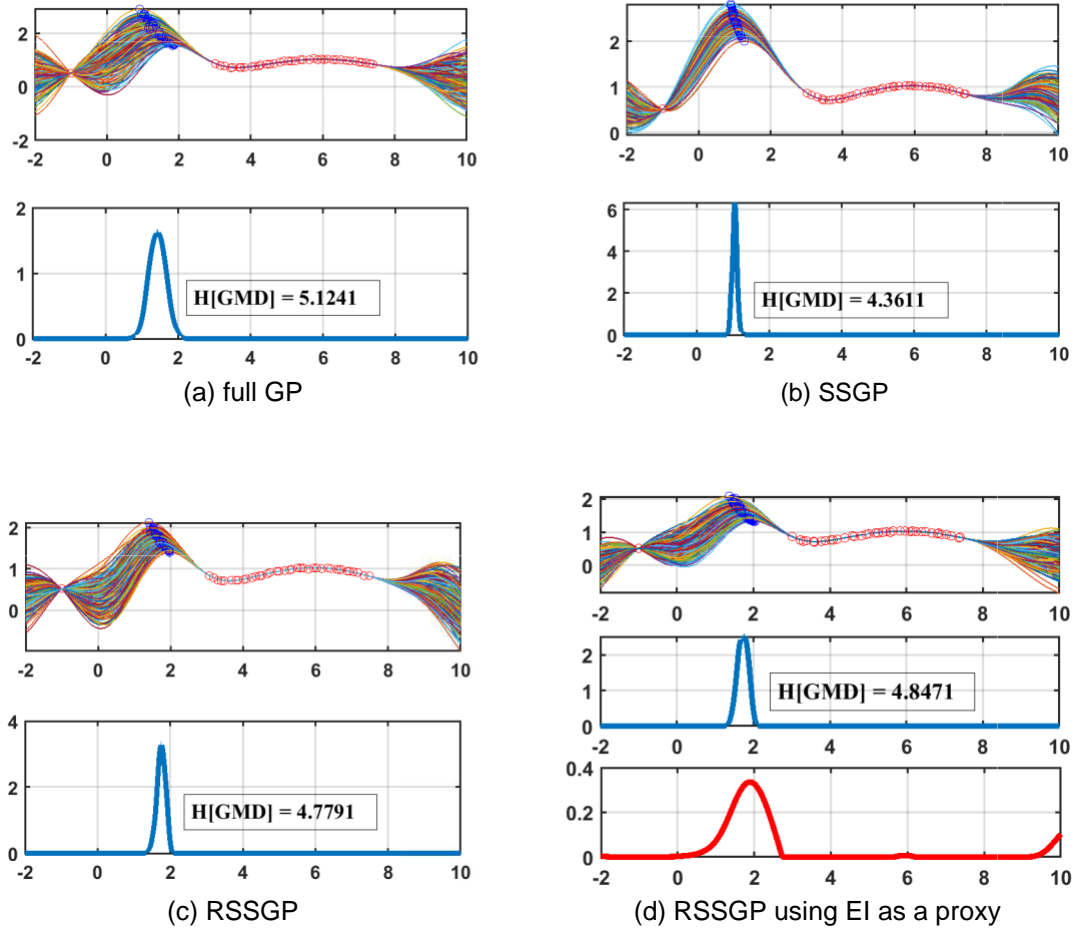 2
1
0
-2
-2 0 2 4 6 8 10
2
1
0
-2 0 2 4 6 8 10
H[GMD] = 5.1241
(a) full GP
2
1
0
-2 0 2 4 6 8 10
6
4
2
0
-2 0 2 4 6 8 10
H[GMD] = 4.3611
(b) SSGP
2
1
0
-2 0 2 4 6 8 10
4
2
0
-2 0 2 4 6 8 10
H[GMD] = 4.7791
(c) RSSGP
2
1
0
-2 0 2 4 6 8 10
2
1
0
-2 0 2 4 6 8 10
H[GMD] = 4.8471
0.4
0.2
0
-2 0 2 4 6 8 10
(d) RSSGP using EI as a proxy